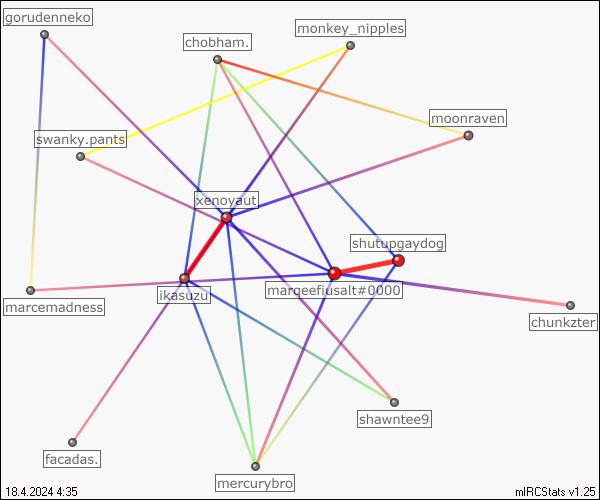 gorudenneko
monkey_nipples
chobham.
moonraven
swanky.pants
xenoyaut
shutupgaydog
ikasuzu
marqeefiusalt#0000
marcemadness
chunkzter
shawntee9
facadas.
mercurybro
18.4.2024 4:35
mIRCStats v1.25